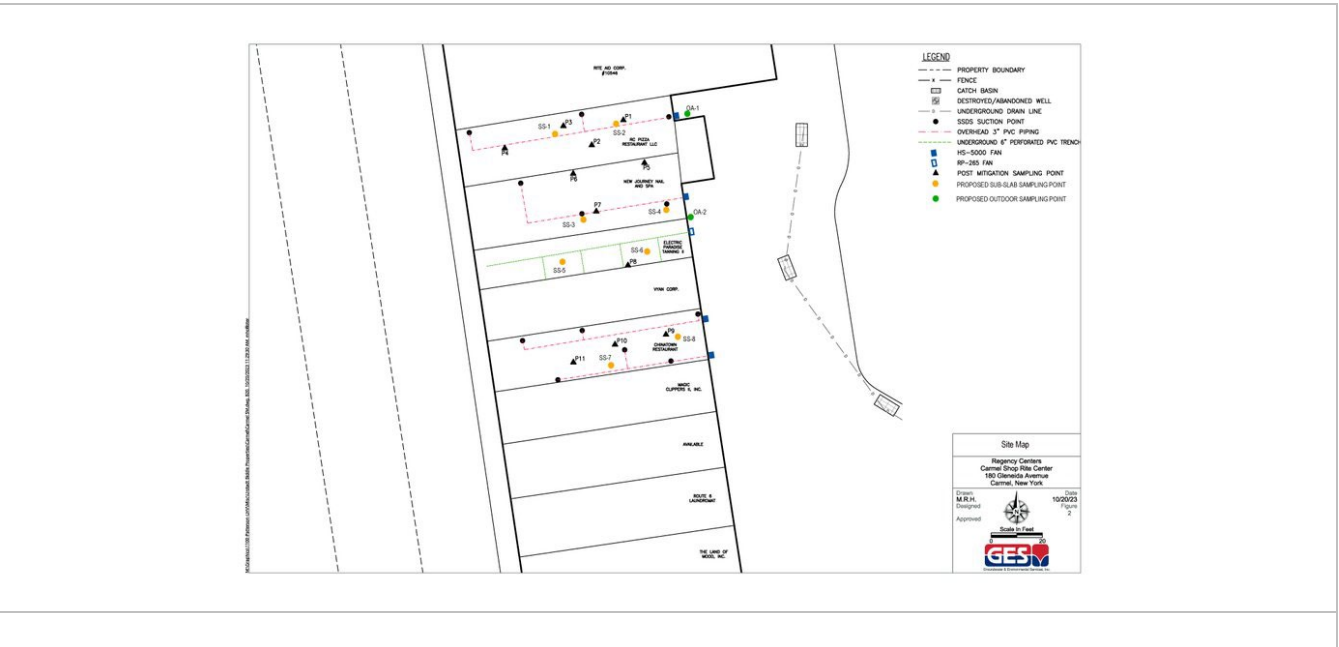 RITE AID CORP.
#10546
OA-1
P3
P1
SS-1
SS-2
RC PIZZA
RESTAURANT LLC
P2
P4
P5
P6
NEW JOURNEY NAIL
AND SPA
P7
SS-4
SS-3
OA-2
ELECTRIC
PARADISE
TANNING II
SS-6
SS-5
P8
VYAN CORP.
P9
SS-8
P10
CHINATOWN
RESTAURANT
P11
SS-7
MAGIC
CLIPPERS II, INC.
AVAILABLE
ROUTE 6
LAUNDROMAT
THE LAND OF
WOOD, INC.
LEGEND
PROPERTY BOUNDARY
FENCE
CATCH BASIN
DESTROYED/ABANDONED WELL
UNDERGROUND DRAIN LINE
SSDS SUCTION POINT
OVERHEAD 3" PVC PIPING
UNDERGROUND 6" PERFORATED PVC TRENCH
HS-5000 FAN
RP-265 FAN
POST MITIGATION SAMPLING POINT
PROPOSED SUB-SLAB SAMPLING POINT
PROPOSED OUTDOOR SAMPLING POINT
Site Map
Regency Centers
Carmel Shop Rite Center
180 Gleneida Avenue
Carmel, New York
Drawn
M.R.H.
Designed
Approved
Date
10/20/23
Figure
2
N
Scale In Feet
0 20
GES
Groundwater & Environmental Services, Inc.